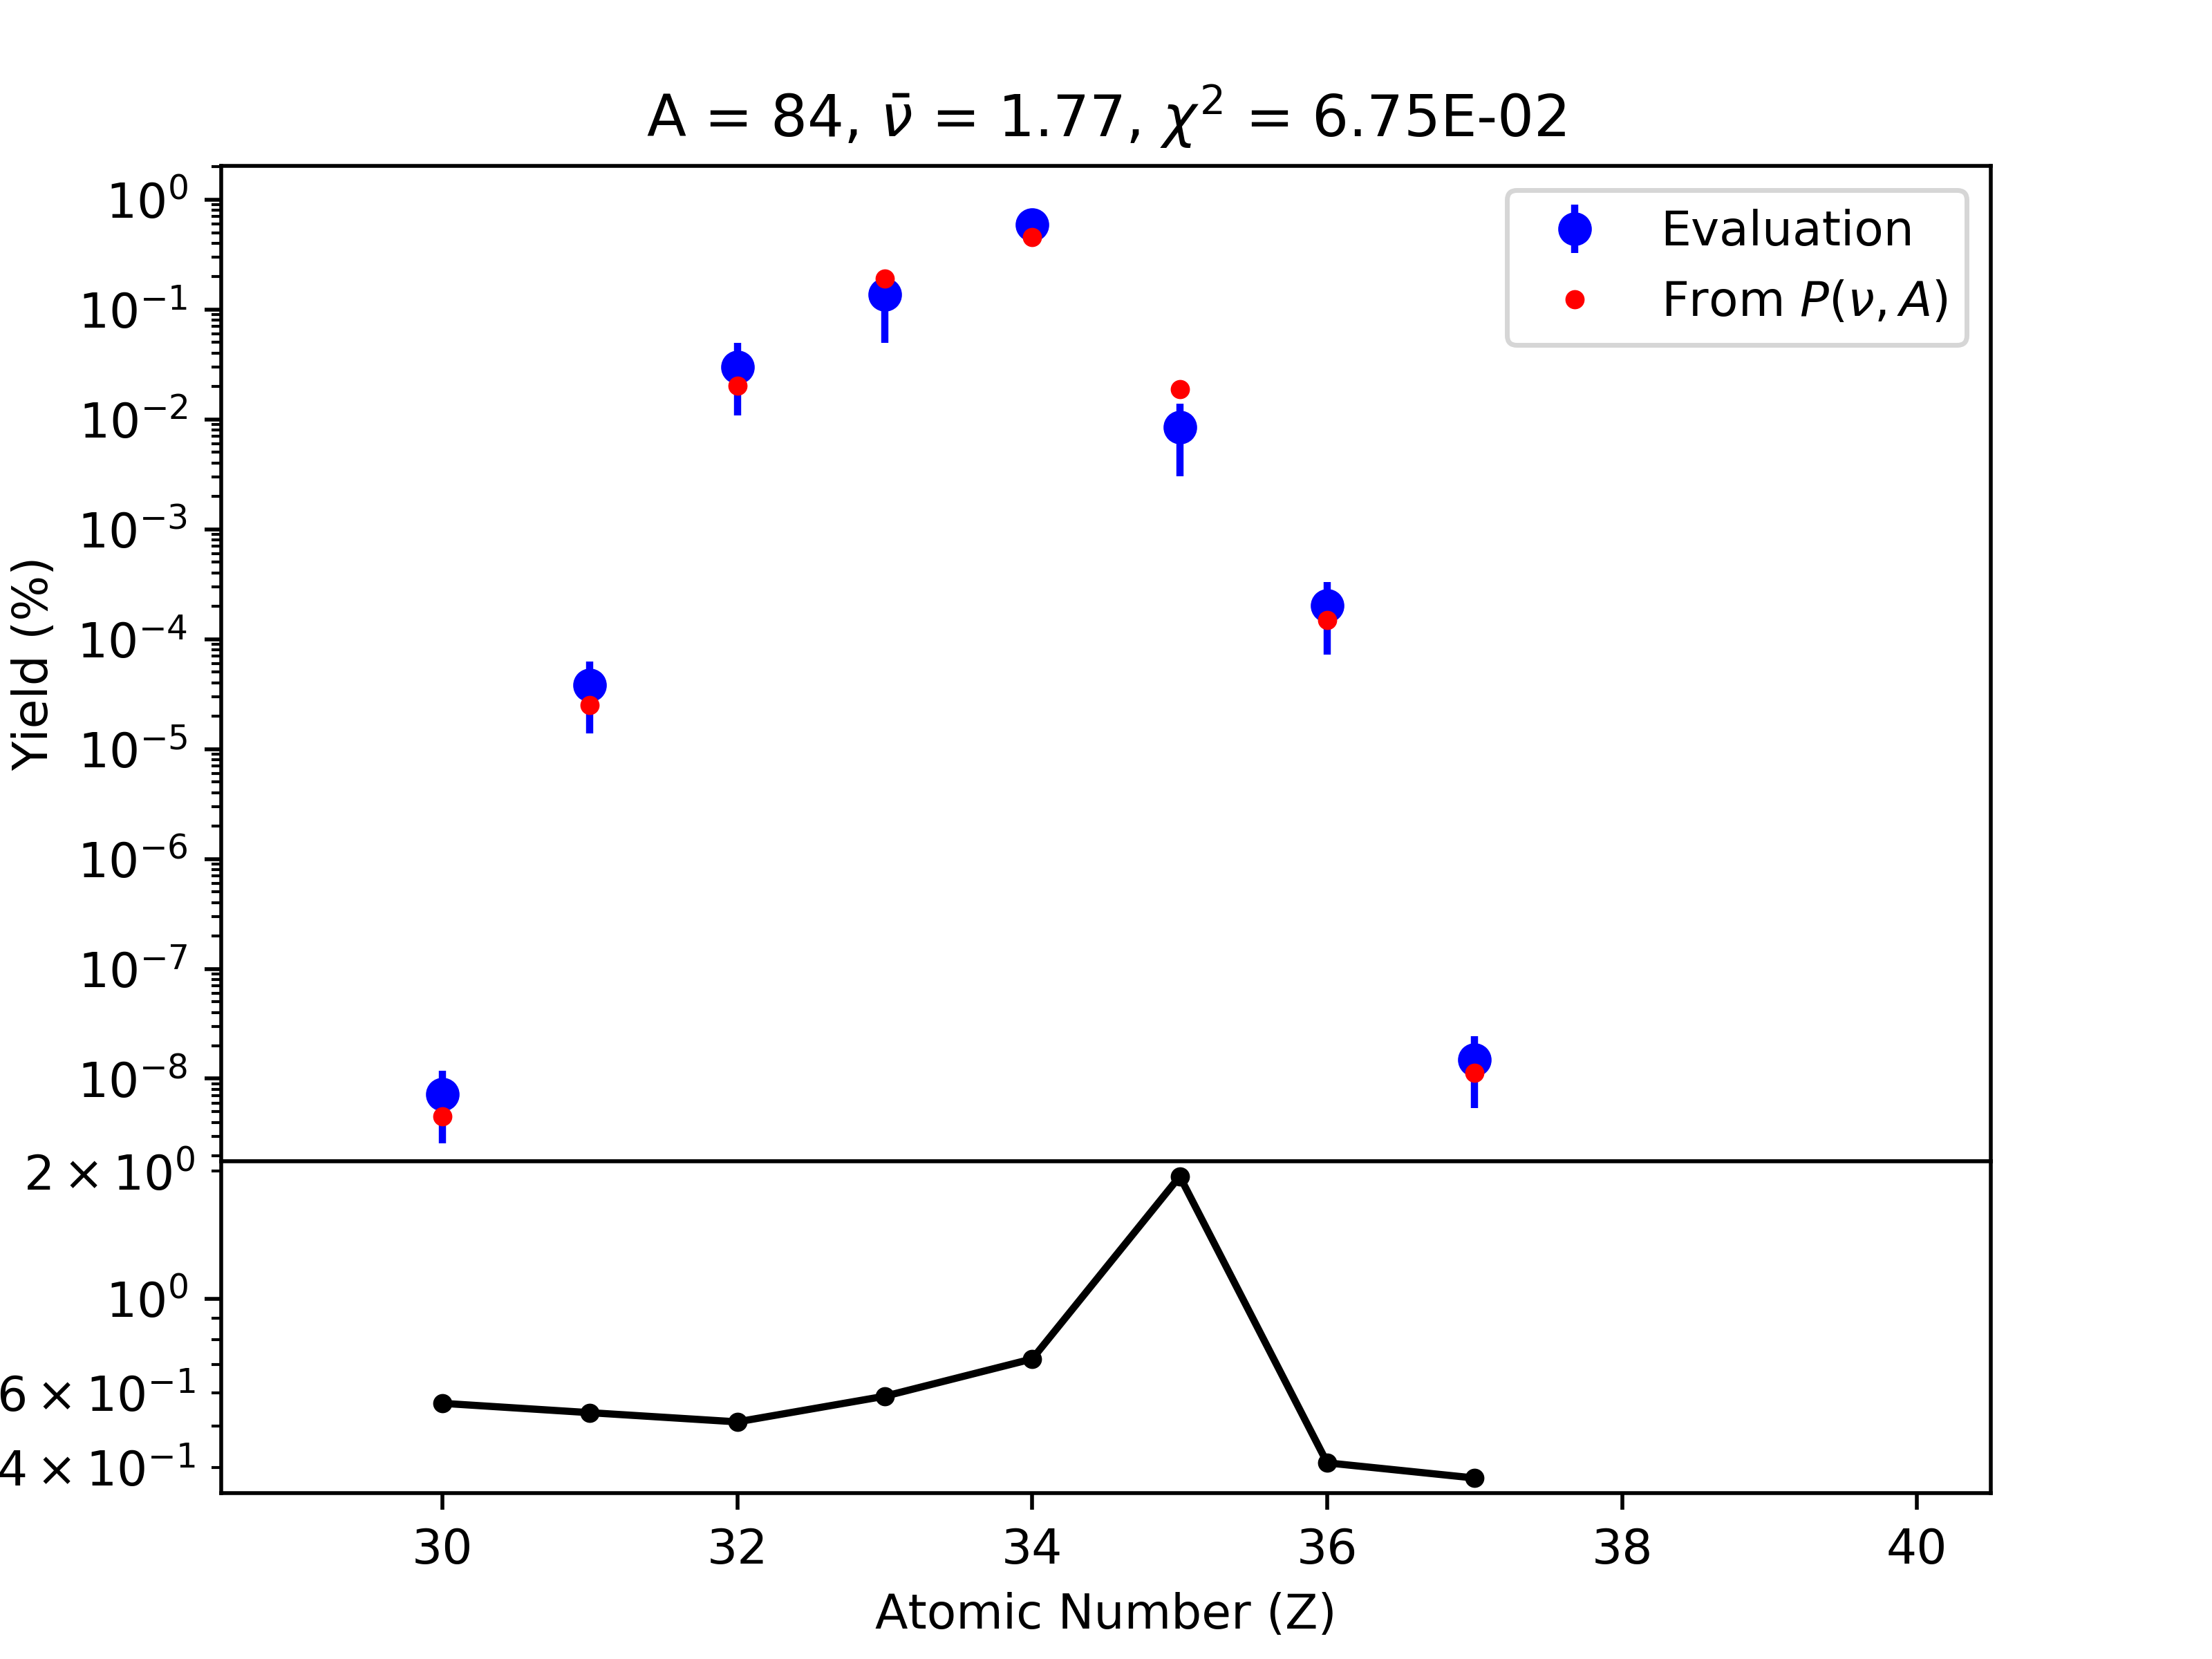 A = 84, ν̄ = 1.77, χ² = 6.75E-02
Evaluation
From P(ν, A)
10⁰
10⁻¹
10⁻²
10⁻³
10⁻⁴
10⁻⁵
10⁻⁶
10⁻⁷
10⁻⁸
Yield (%)
2 × 10⁰
10⁰
6 × 10⁻¹
4 × 10⁻¹
30 32 34 36 38 40
Atomic Number (Z)